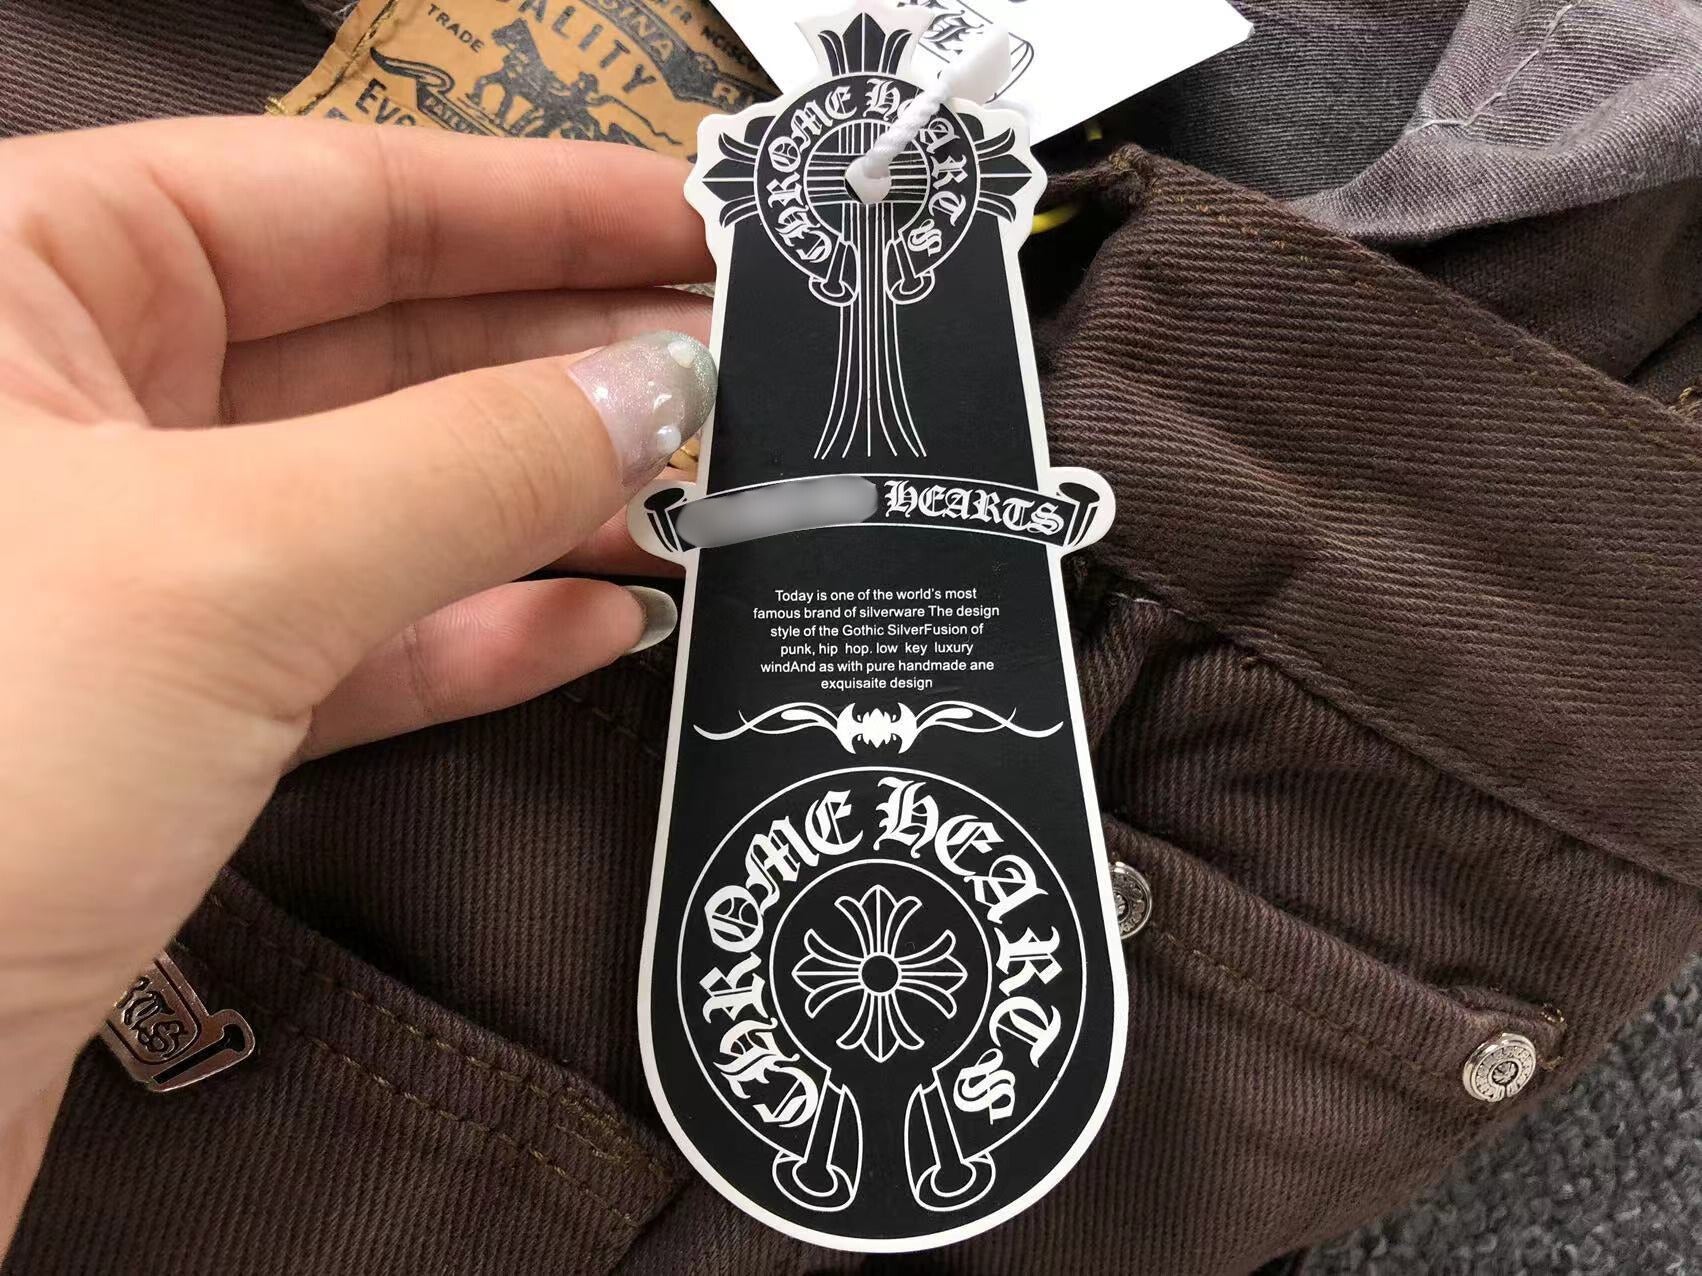 QUALITY
TRADE
CHROME HEARTS
HEARTS
Today is one of the world's most
famous brand of silverware The design
style of the Gothic SilverFusion of
punk, hip hop. low key luxury
windAnd as with pure handmade ane
exquisaite design
CHROME HEARTS